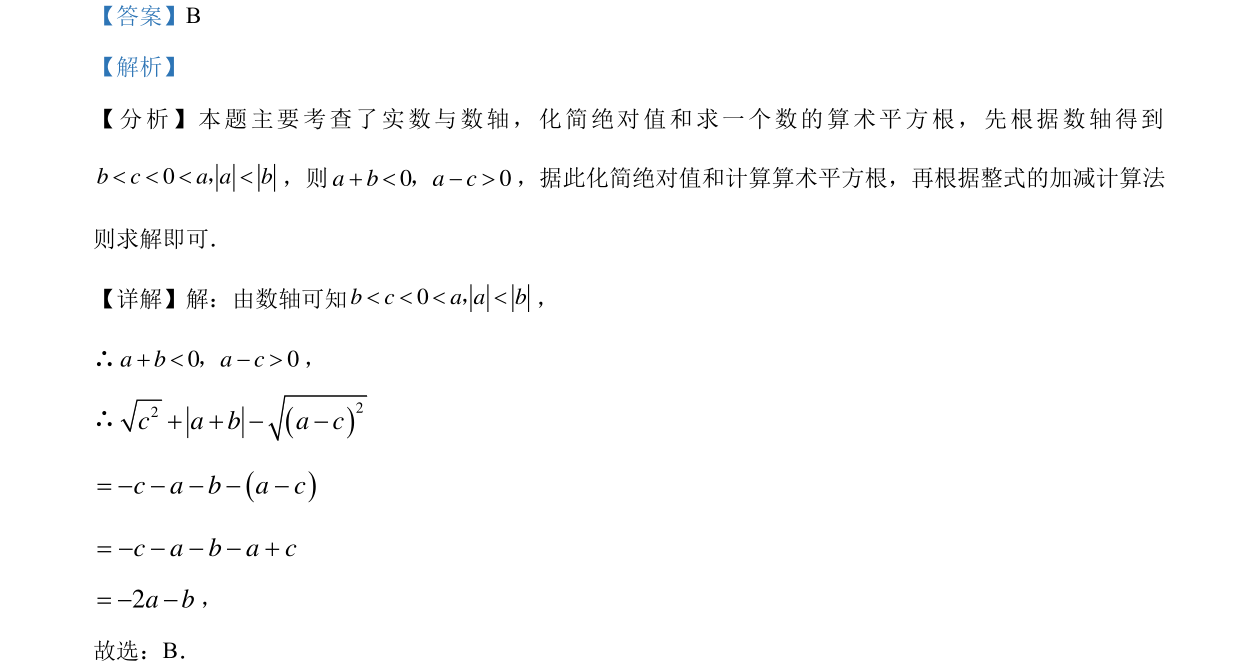 【答案】B
【解析】
【分析】本题主要考查了实数与数轴，化简绝对值和求一个数的算术平方根，先根据数轴得到
b<c<0<a,|a|<|b|，则a+b<0，a−c>0，据此化简绝对值和计算算术平方根，再根据整式的加减计算法
则求解即可．
【详解】解：由数轴可知b<c<0<a,|a|<|b|，
∴a+b<0，a−c>0，
∴√c²+|a+b|−√(a−c)²
=−c−a−b−(a−c)
=−c−a−b−a+c
=−2a−b，
故选：B．